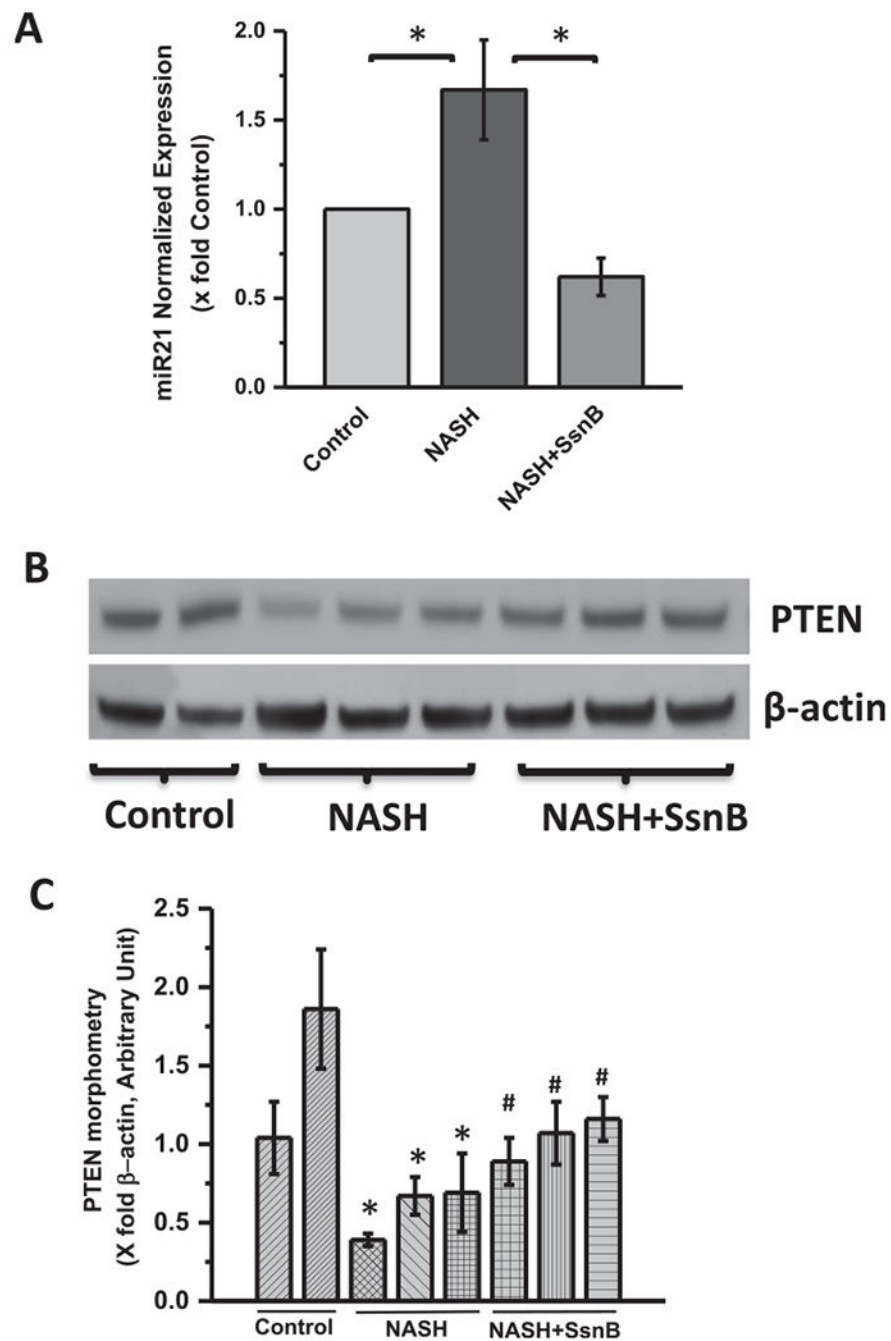 A
miR21 Normalized Expression
(x fold Control)
2.0
1.5
1.0
0.5
0.0
*
*
Control
NASH
NASH+SsnB
B
PTEN
β-actin
Control
NASH
NASH+SsnB
C
PTEN morphometry
(X fold β–actin, Arbitrary Unit)
2.5
2.0
1.5
1.0
0.5
0.0
*
*
*
#
#
#
Control
NASH
NASH+SsnB